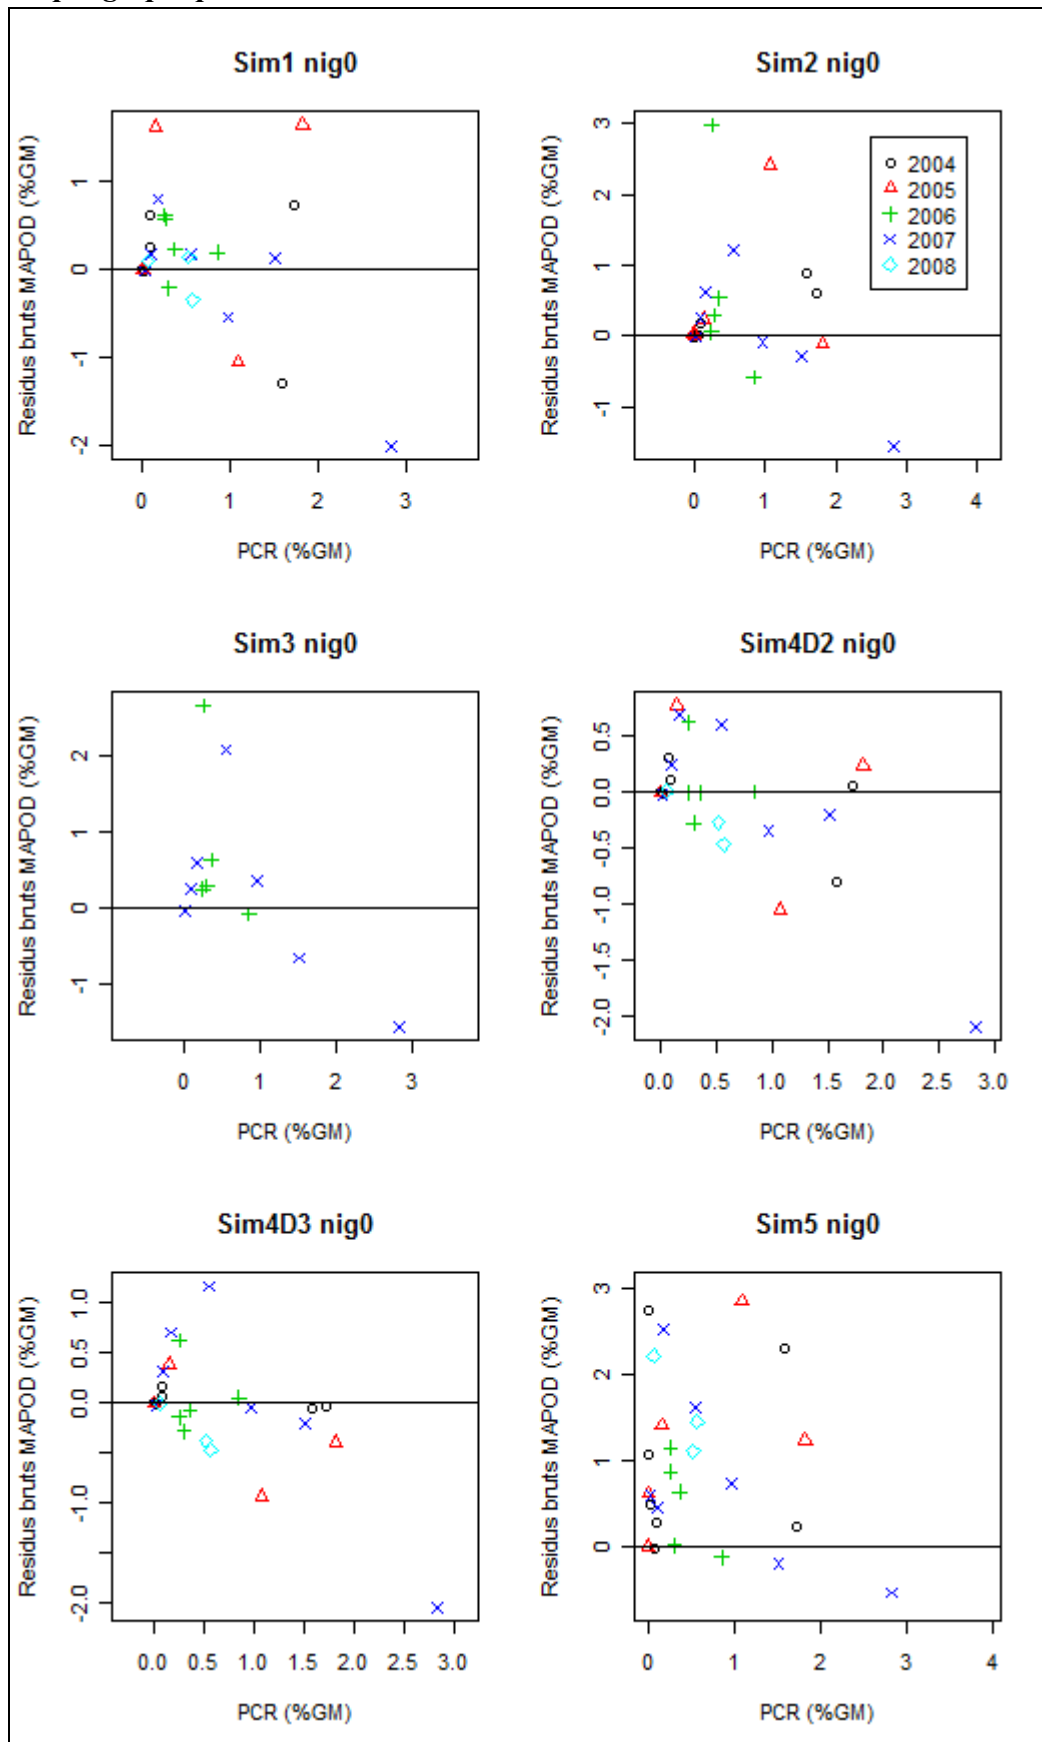 Sim1 nig0
Sim2 nig0
Residus bruts MAPOD (%GM)
1
0
-1
-2
0 1 2 3
PCR (%GM)
Residus bruts MAPOD (%GM)
3
2
1
0
-1
2004
2005
2006
2007
2008
0 1 2 3 4
PCR (%GM)
Sim3 nig0
Sim4D2 nig0
Residus bruts MAPOD (%GM)
2
1
0
-1
0 1 2 3
PCR (%GM)
Residus bruts MAPOD (%GM)
0.5
0.0
-0.5
-1.0
-1.5
-2.0
0.0 0.5 1.0 1.5 2.0 2.5 3.0
PCR (%GM)
Sim4D3 nig0
Sim5 nig0
Residus bruts MAPOD (%GM)
1.0
0.5
0.0
-1.0
-2.0
0.0 0.5 1.0 1.5 2.0 2.5 3.0
PCR (%GM)
Residus bruts MAPOD (%GM)
3
2
1
0
0 1 2 3 4
PCR (%GM)